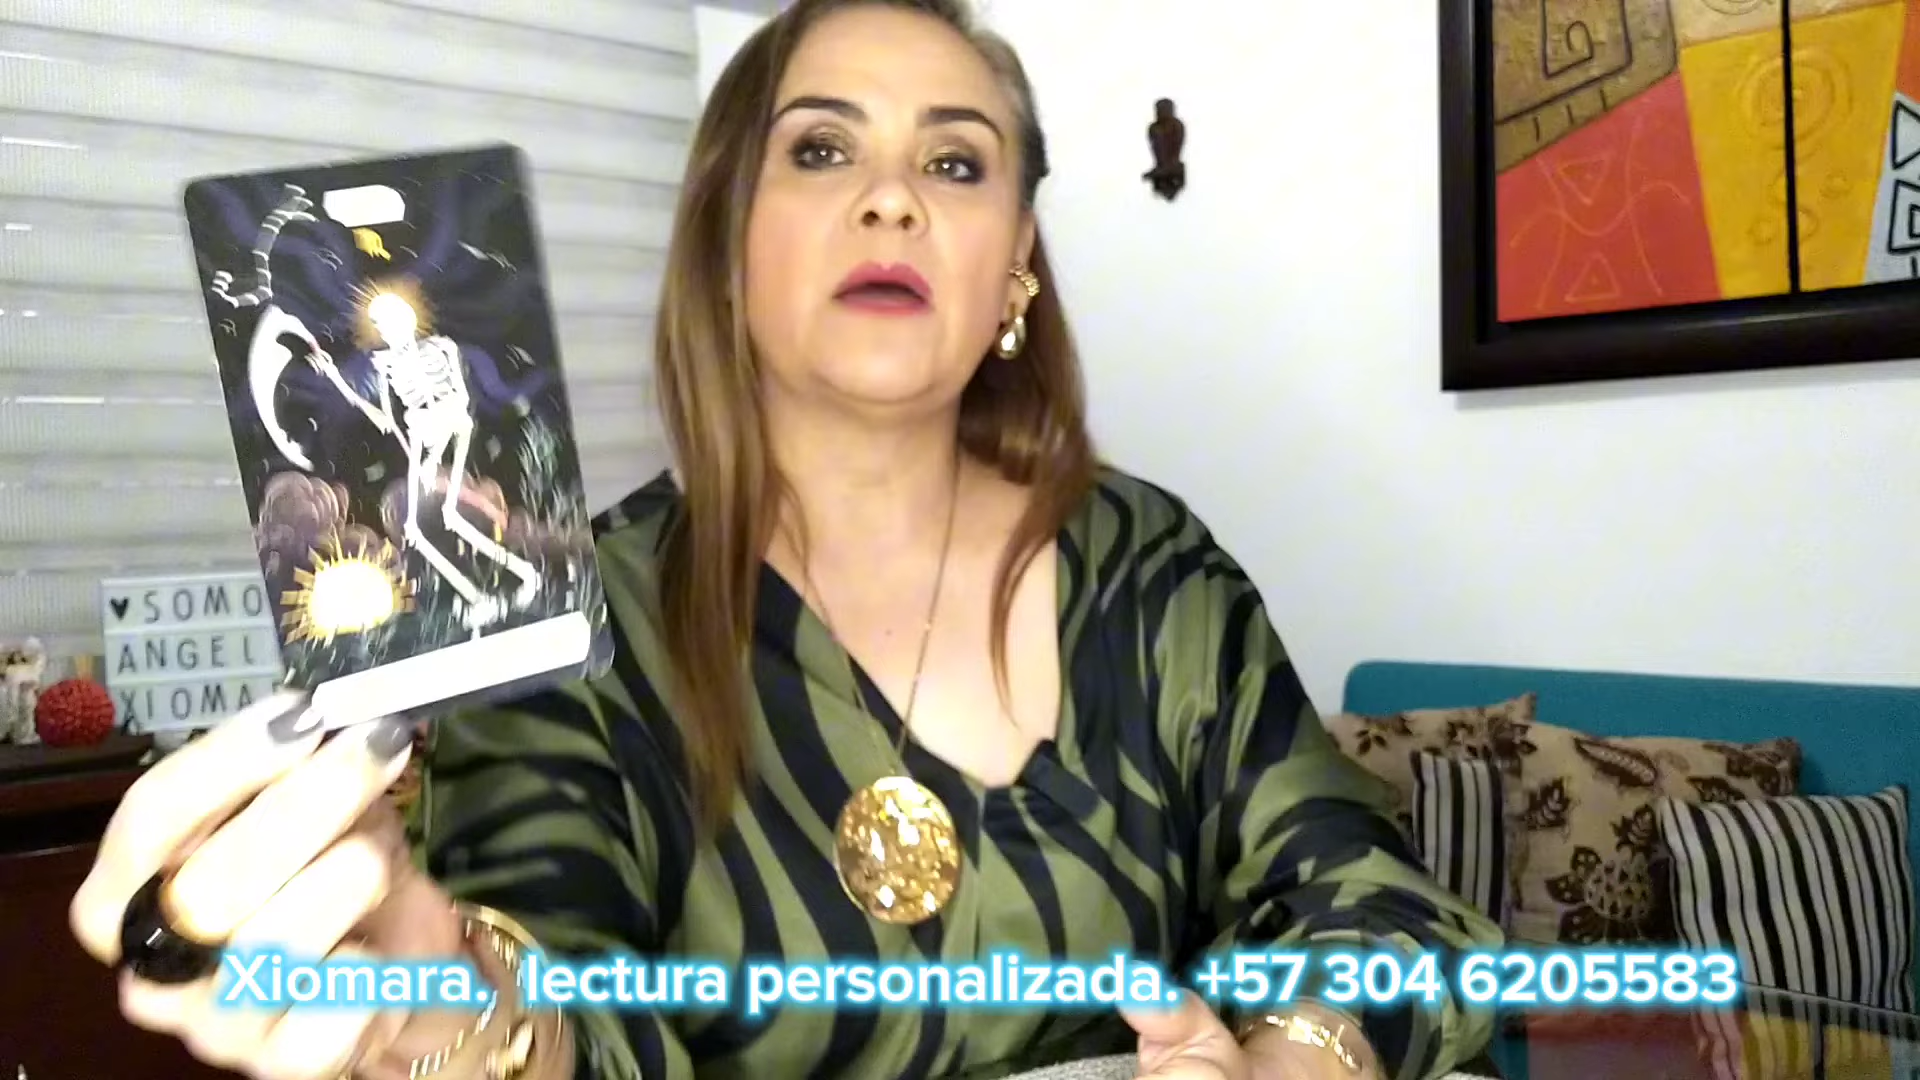 ♥SOMO
ANGEL
XIOMA
Xiomara. lectura personalizada. +57 304 6205583